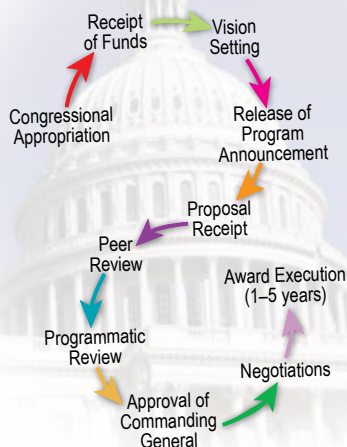 Congressional
Appropriation
Receipt
of Funds
Vision
Setting
Release of
Program
Announcement
Proposal
Receipt
Peer
Review
Programmatic
Review
Approval of
Commanding
General
Negotiations
Award Execution
(1–5 years)